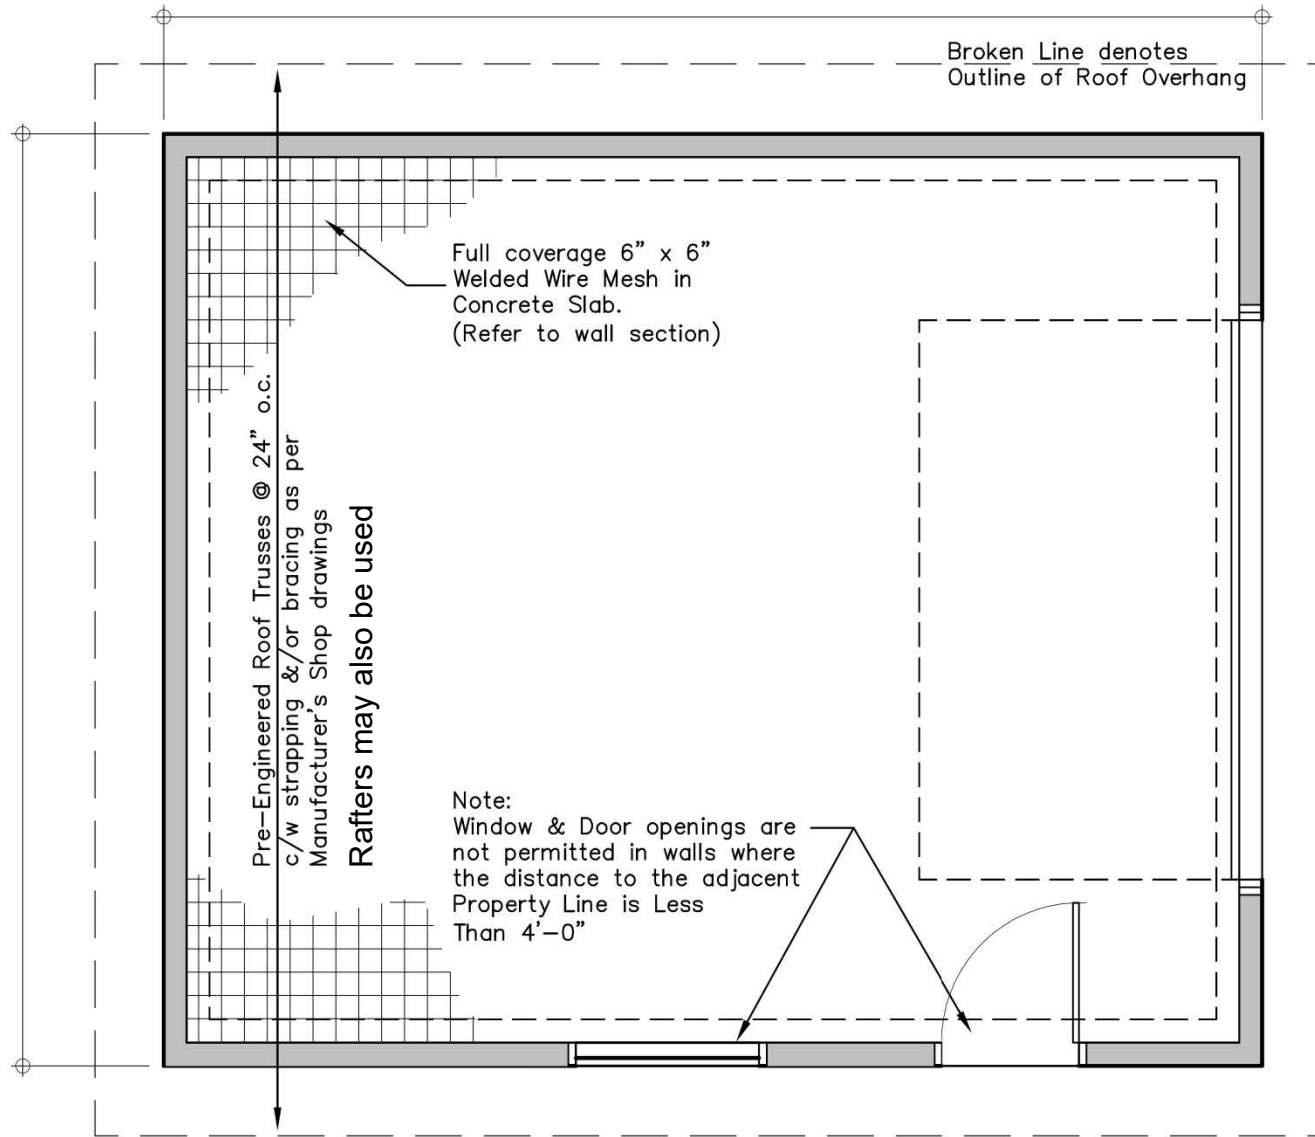 Broken Line denotes
Outline of Roof Overhang
Full coverage 6” x 6”
Welded Wire Mesh in
Concrete Slab.
(Refer to wall section)
Pre-Engineered Roof Trusses @ 24” o.c.
c/w strapping &/or bracing as per
Manufacturer's Shop drawings
Rafters may also be used
Note:
Window & Door openings are
not permitted in walls where
the distance to the adjacent
Property Line is Less
Than 4'-0”